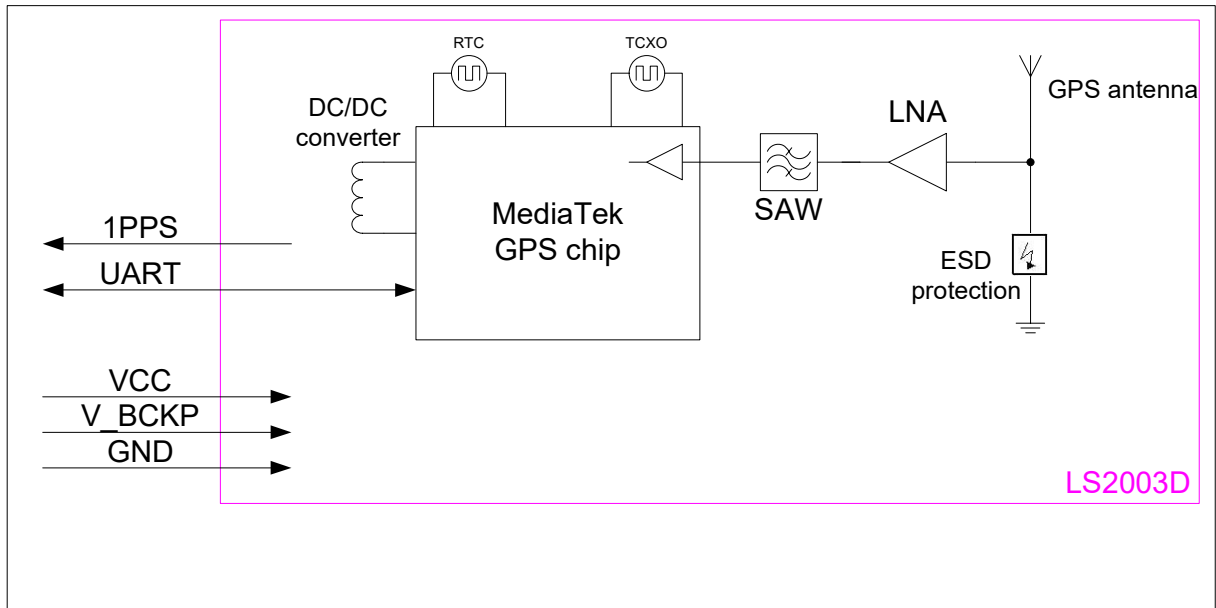 RTC
TCXO
GPS antenna
DC/DC
converter
LNA
SAW
MediaTek
GPS chip
1PPS
UART
ESD
protection
VCC
V_BCKP
GND
LS2003D